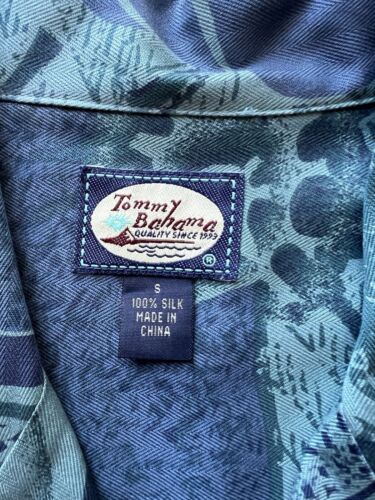 Tommy
Bahama
QUALITY SINCE 1993
®
S
100% SILK
MADE IN
CHINA